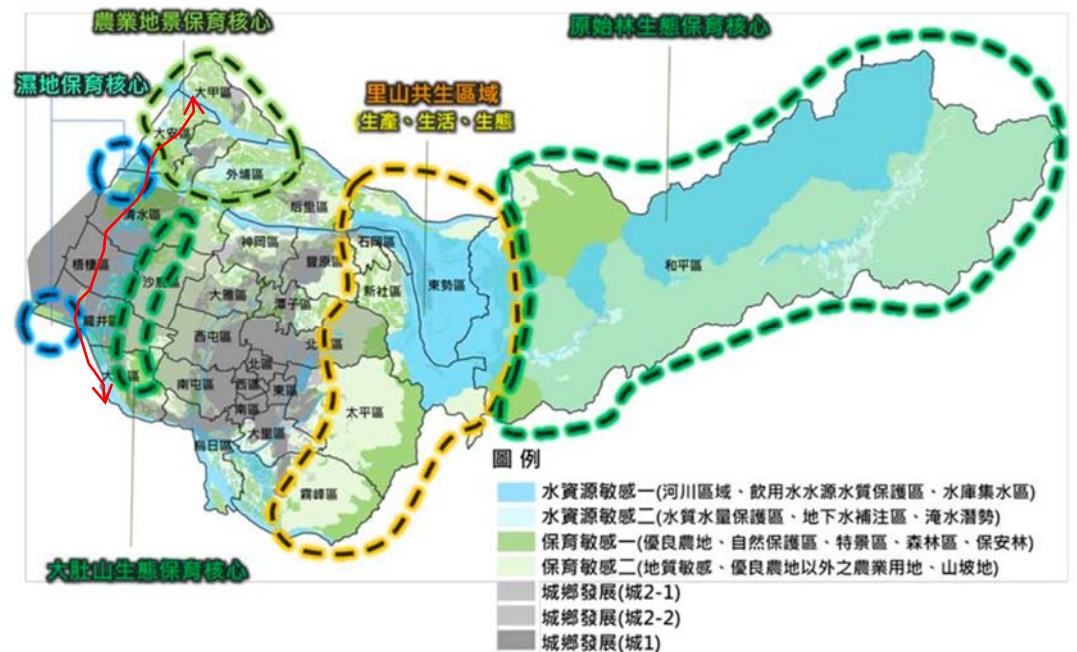 農業地景保育核心
原始林生態保育核心
濕地保育核心
里山共生區域
生產、生活、生態
大甲區
大安區
外埔區
后里區
清水區
神岡區
石岡區
豐原區
東勢區
和平區
梧棲區
沙鹿區
新社區
大雅區
潭子區
龍井區
西屯區
北屯區
北區
大肚區
南屯區
西區
東區
南區
太平區
大里區
烏日區
霧峰區
大肚山生態保育核心
圖 例
水資源敏感一(河川區域、飲用水水源水質保護區、水庫集水區)
水資源敏感二(水質水量保護區、地下水補注區、淹水潛勢)
保育敏感一(優良農地、自然保護區、特景區、森林區、保安林)
保育敏感二(地質敏感、優良農地以外之農業用地、山坡地)
城鄉發展(城2-1)
城鄉發展(城2-2)
城鄉發展(城1)